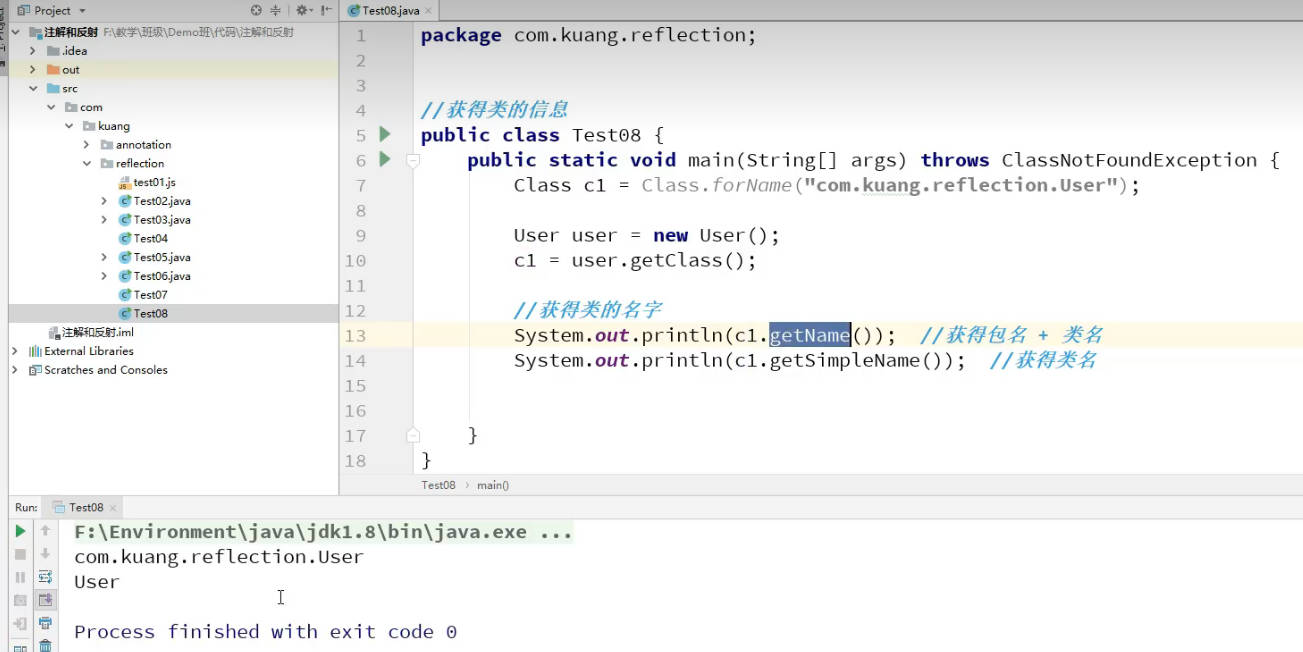 Project
Test08.java
注解和反射 F:\教学\班级\Demo班\代码\注解和反射
.idea
out
src
com
kuang
annotation
reflection
test01.js
Test02.java
Test03.java
Test04
Test05.java
Test06.java
Test07
Test08
注解和反射.iml
External Libraries
Scratches and Consoles
1 package com.kuang.reflection;
2
3
4 //获得类的信息
5 public class Test08 {
6 public static void main(String[] args) throws ClassNotFoundException {
7 Class c1 = Class.forName("com.kuang.reflection.User");
8
9 User user = new User();
10 c1 = user.getClass();
11
12 //获得类的名字
13 System.out.println(c1.getName()); //获得包名 + 类名
14 System.out.println(c1.getSimpleName()); //获得类名
15
16
17 }
18 }
Test08 › main()
Run: Test08
F:\Environment\java\jdk1.8\bin\java.exe ...
com.kuang.reflection.User
User
Process finished with exit code 0